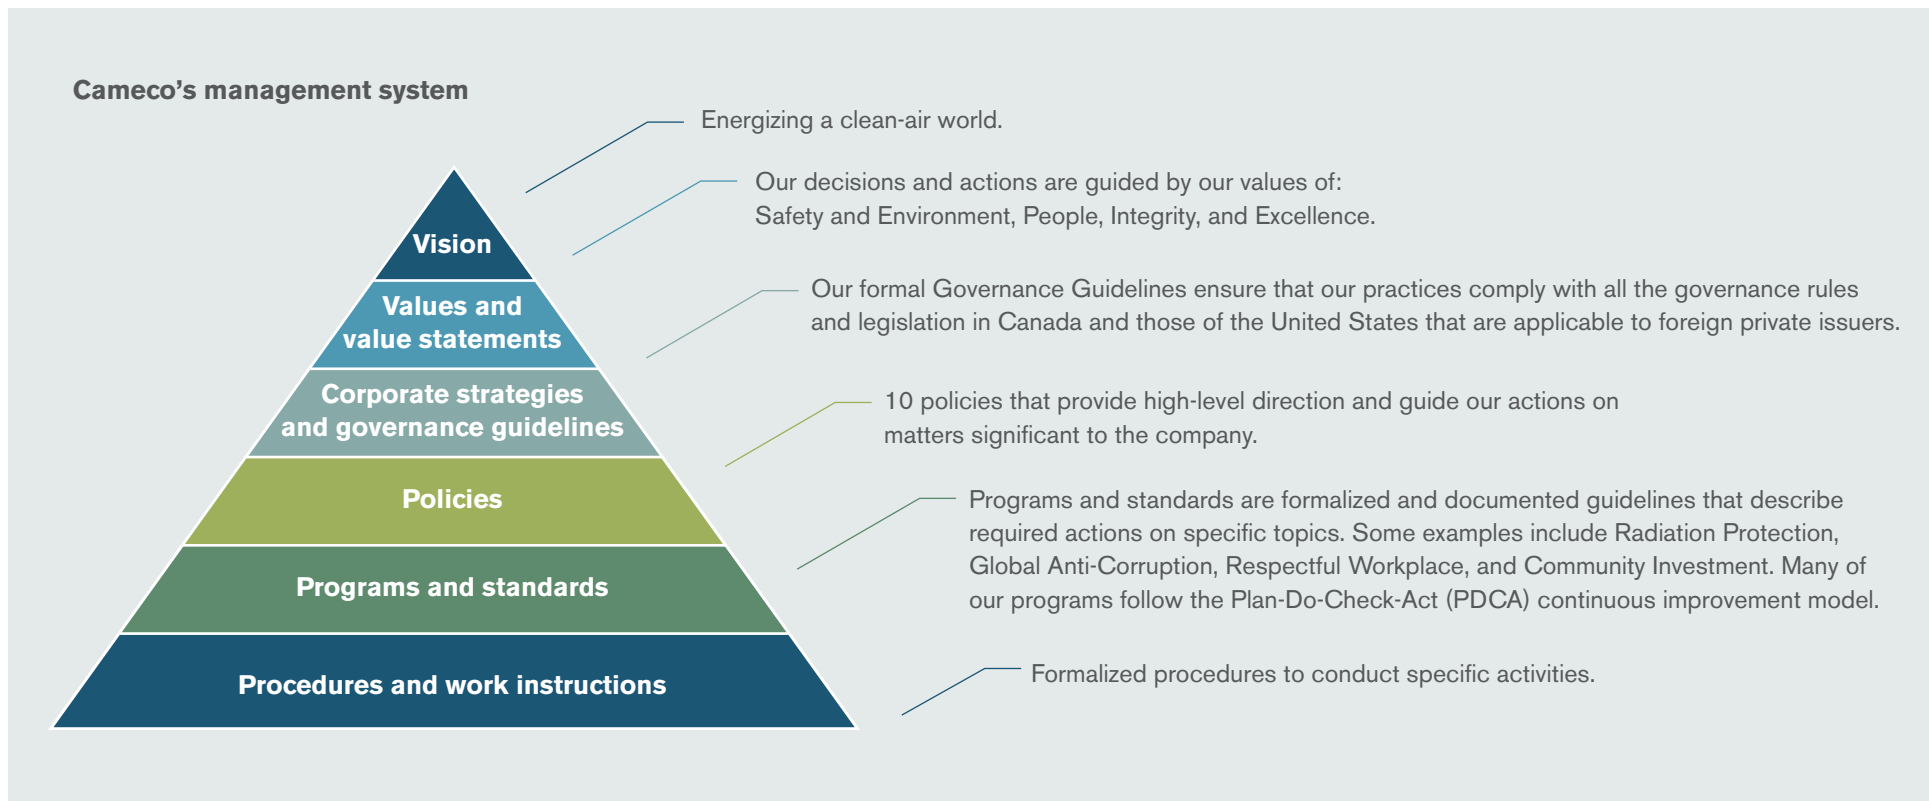 Cameco’s management system
Energizing a clean-air world.
Our decisions and actions are guided by our values of:
Safety and Environment, People, Integrity, and Excellence.
Vision
Values and
value statements
Our formal Governance Guidelines ensure that our practices comply with all the governance rules
and legislation in Canada and those of the United States that are applicable to foreign private issuers.
Corporate strategies
and governance guidelines
10 policies that provide high-level direction and guide our actions on
matters significant to the company.
Policies
Programs and standards are formalized and documented guidelines that describe
required actions on specific topics. Some examples include Radiation Protection,
Global Anti-Corruption, Respectful Workplace, and Community Investment. Many of
our programs follow the Plan-Do-Check-Act (PDCA) continuous improvement model.
Programs and standards
Procedures and work instructions
Formalized procedures to conduct specific activities.